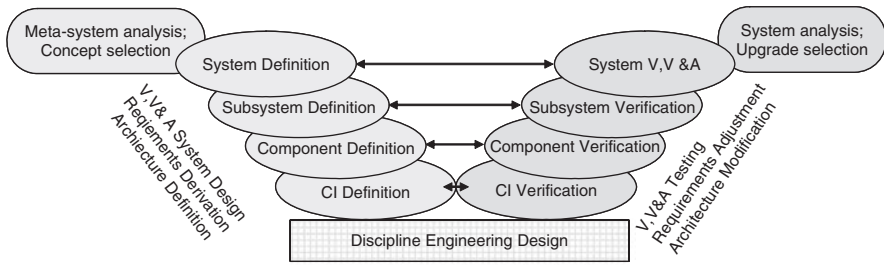 Meta-system analysis;
Concept selection
System analysis;
Upgrade selection
System Definition
System V,V &A
Subsystem Definition
Subsystem Verification
Component Definition
Component Verification
CI Definition
CI Verification
V,V& A System Design
Reqiements Derivation
Archiecture Definition
V,V&A Testing
Requirements Adjustment
Architecture Modification
Discipline Engineering Design